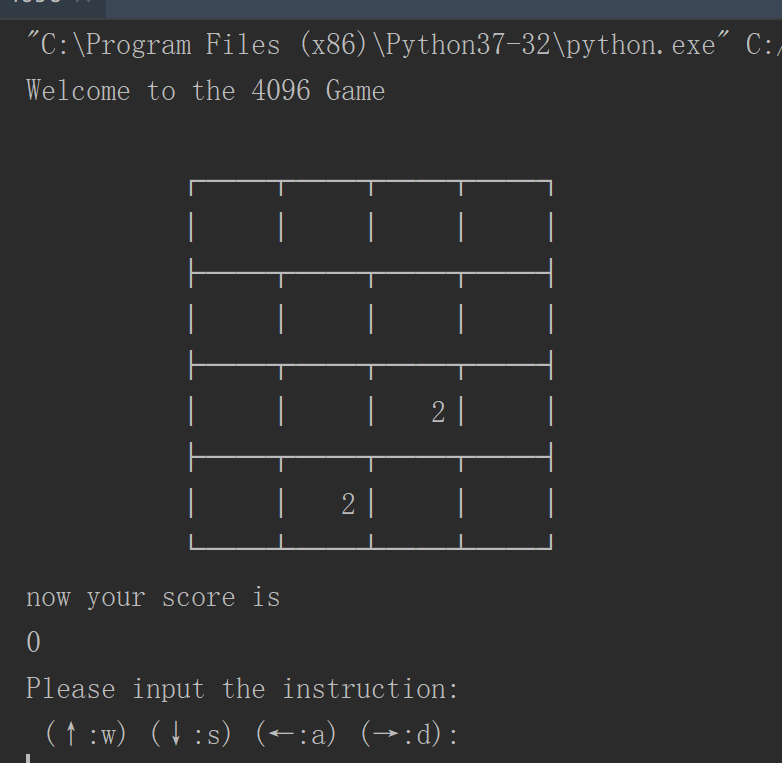 "C:\Program Files (x86)\Python37-32\python.exe" C:/
Welcome to the 4096 Game
2
2
now your score is
0
Please input the instruction:
(↑:w) (↓:s) (←:a) (→:d):